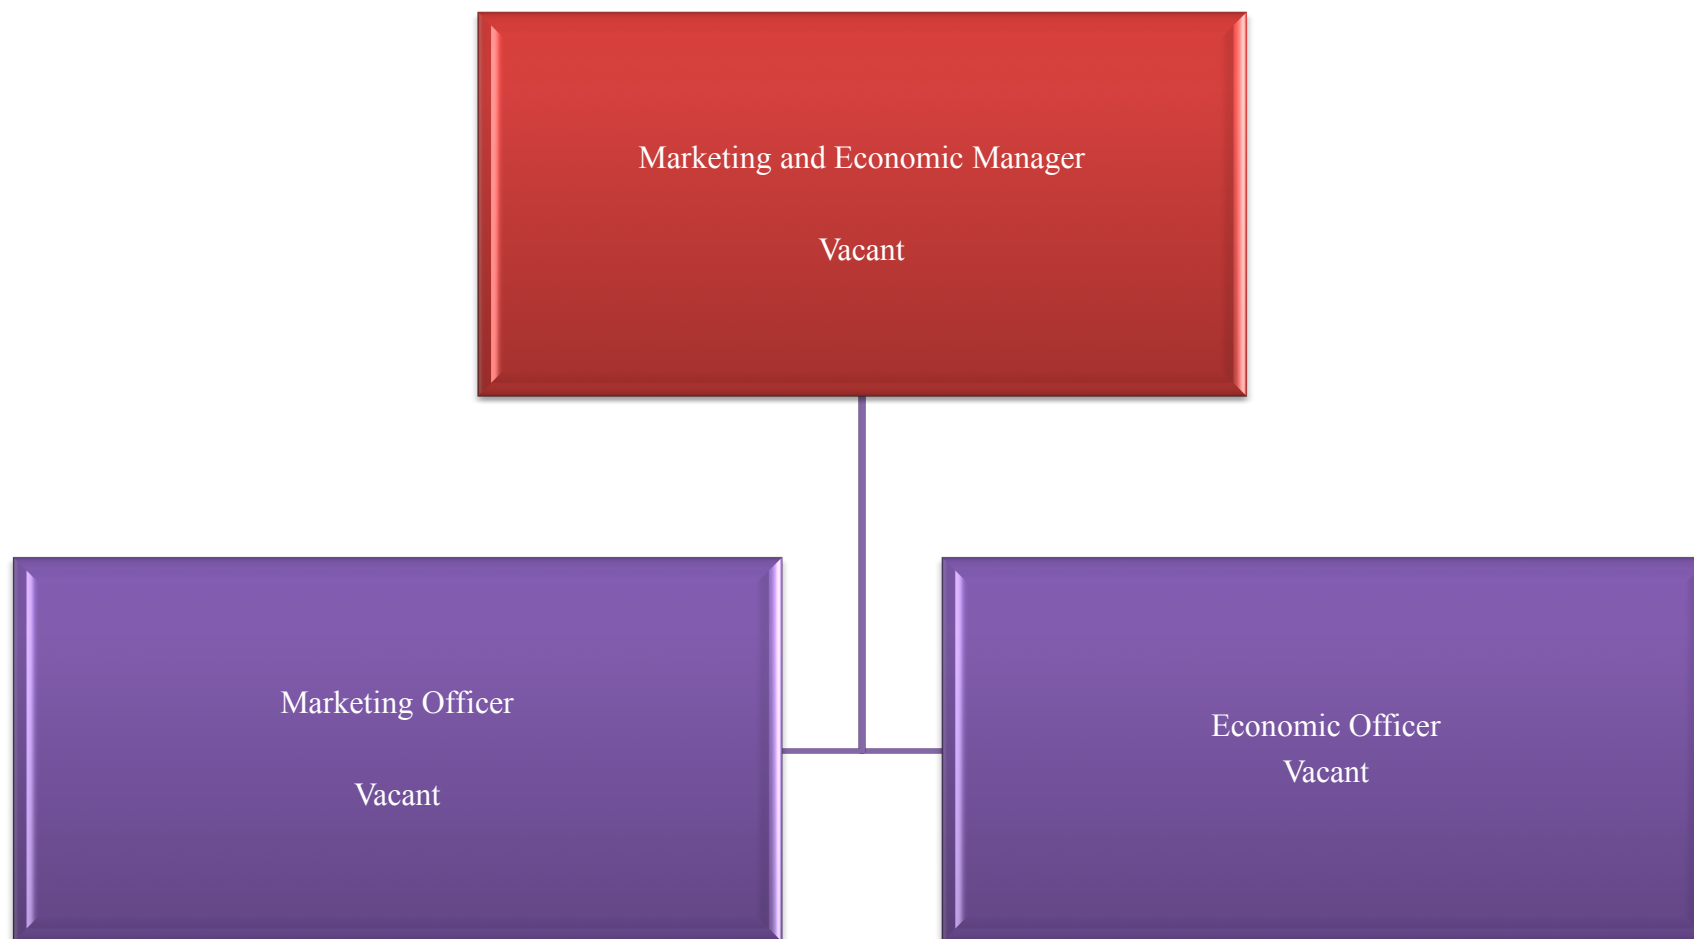 Marketing and Economic Manager
Vacant
Marketing Officer
Vacant
Economic Officer
Vacant